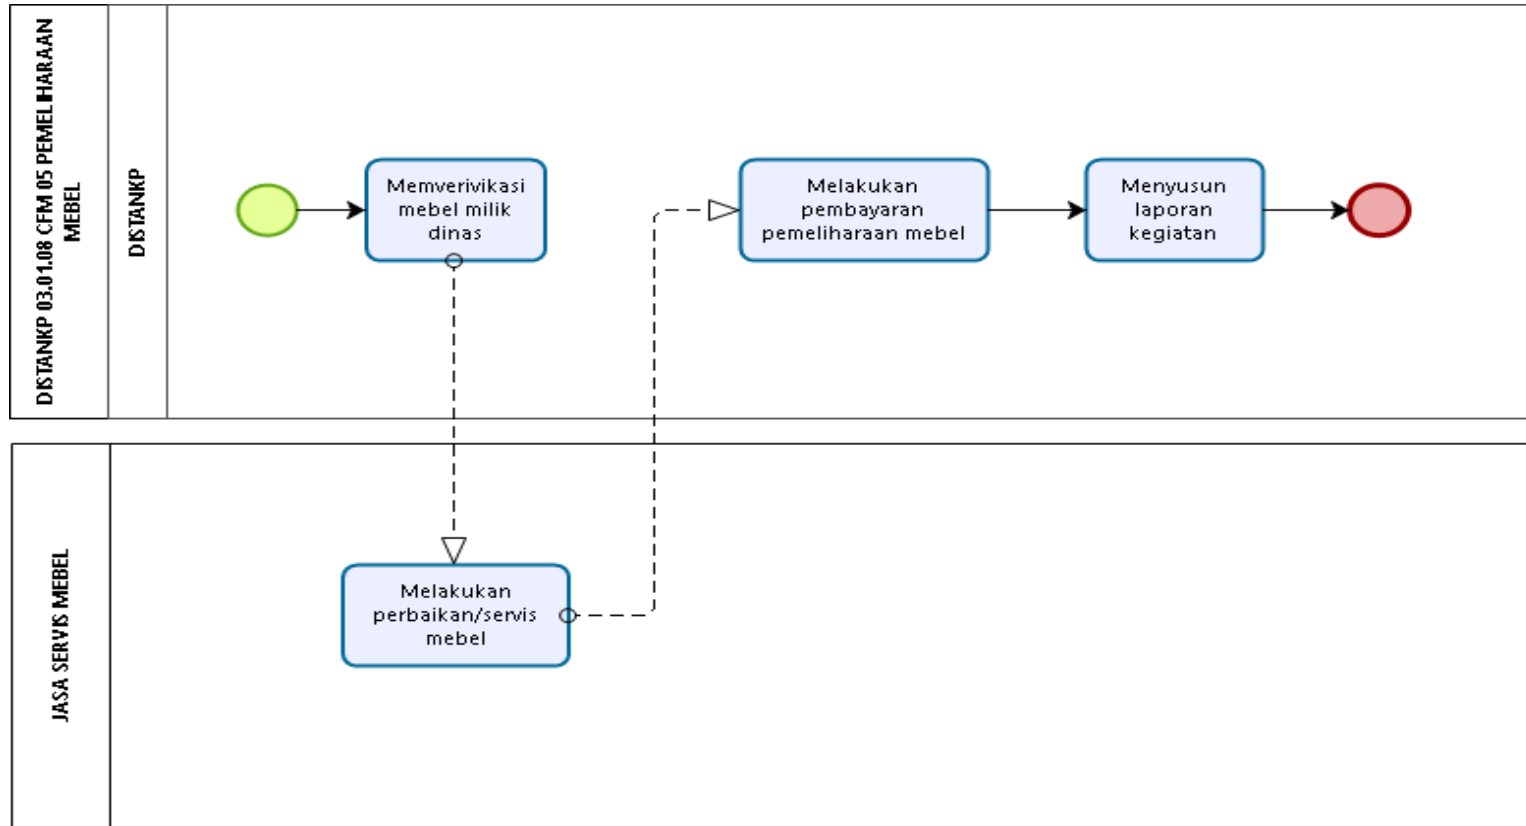 DISTANKP 03.01.08 CFM 05 PEMELIHARAAN
MEBEL
DISTANKP
Memverivikasi
mebel milik
dinas
Melakukan
pembayaran
pemeliharaan mebel
Menyusun
laporan
kegiatan
JASA SERVIS MEBEL
Melakukan
perbaikan/servis
mebel